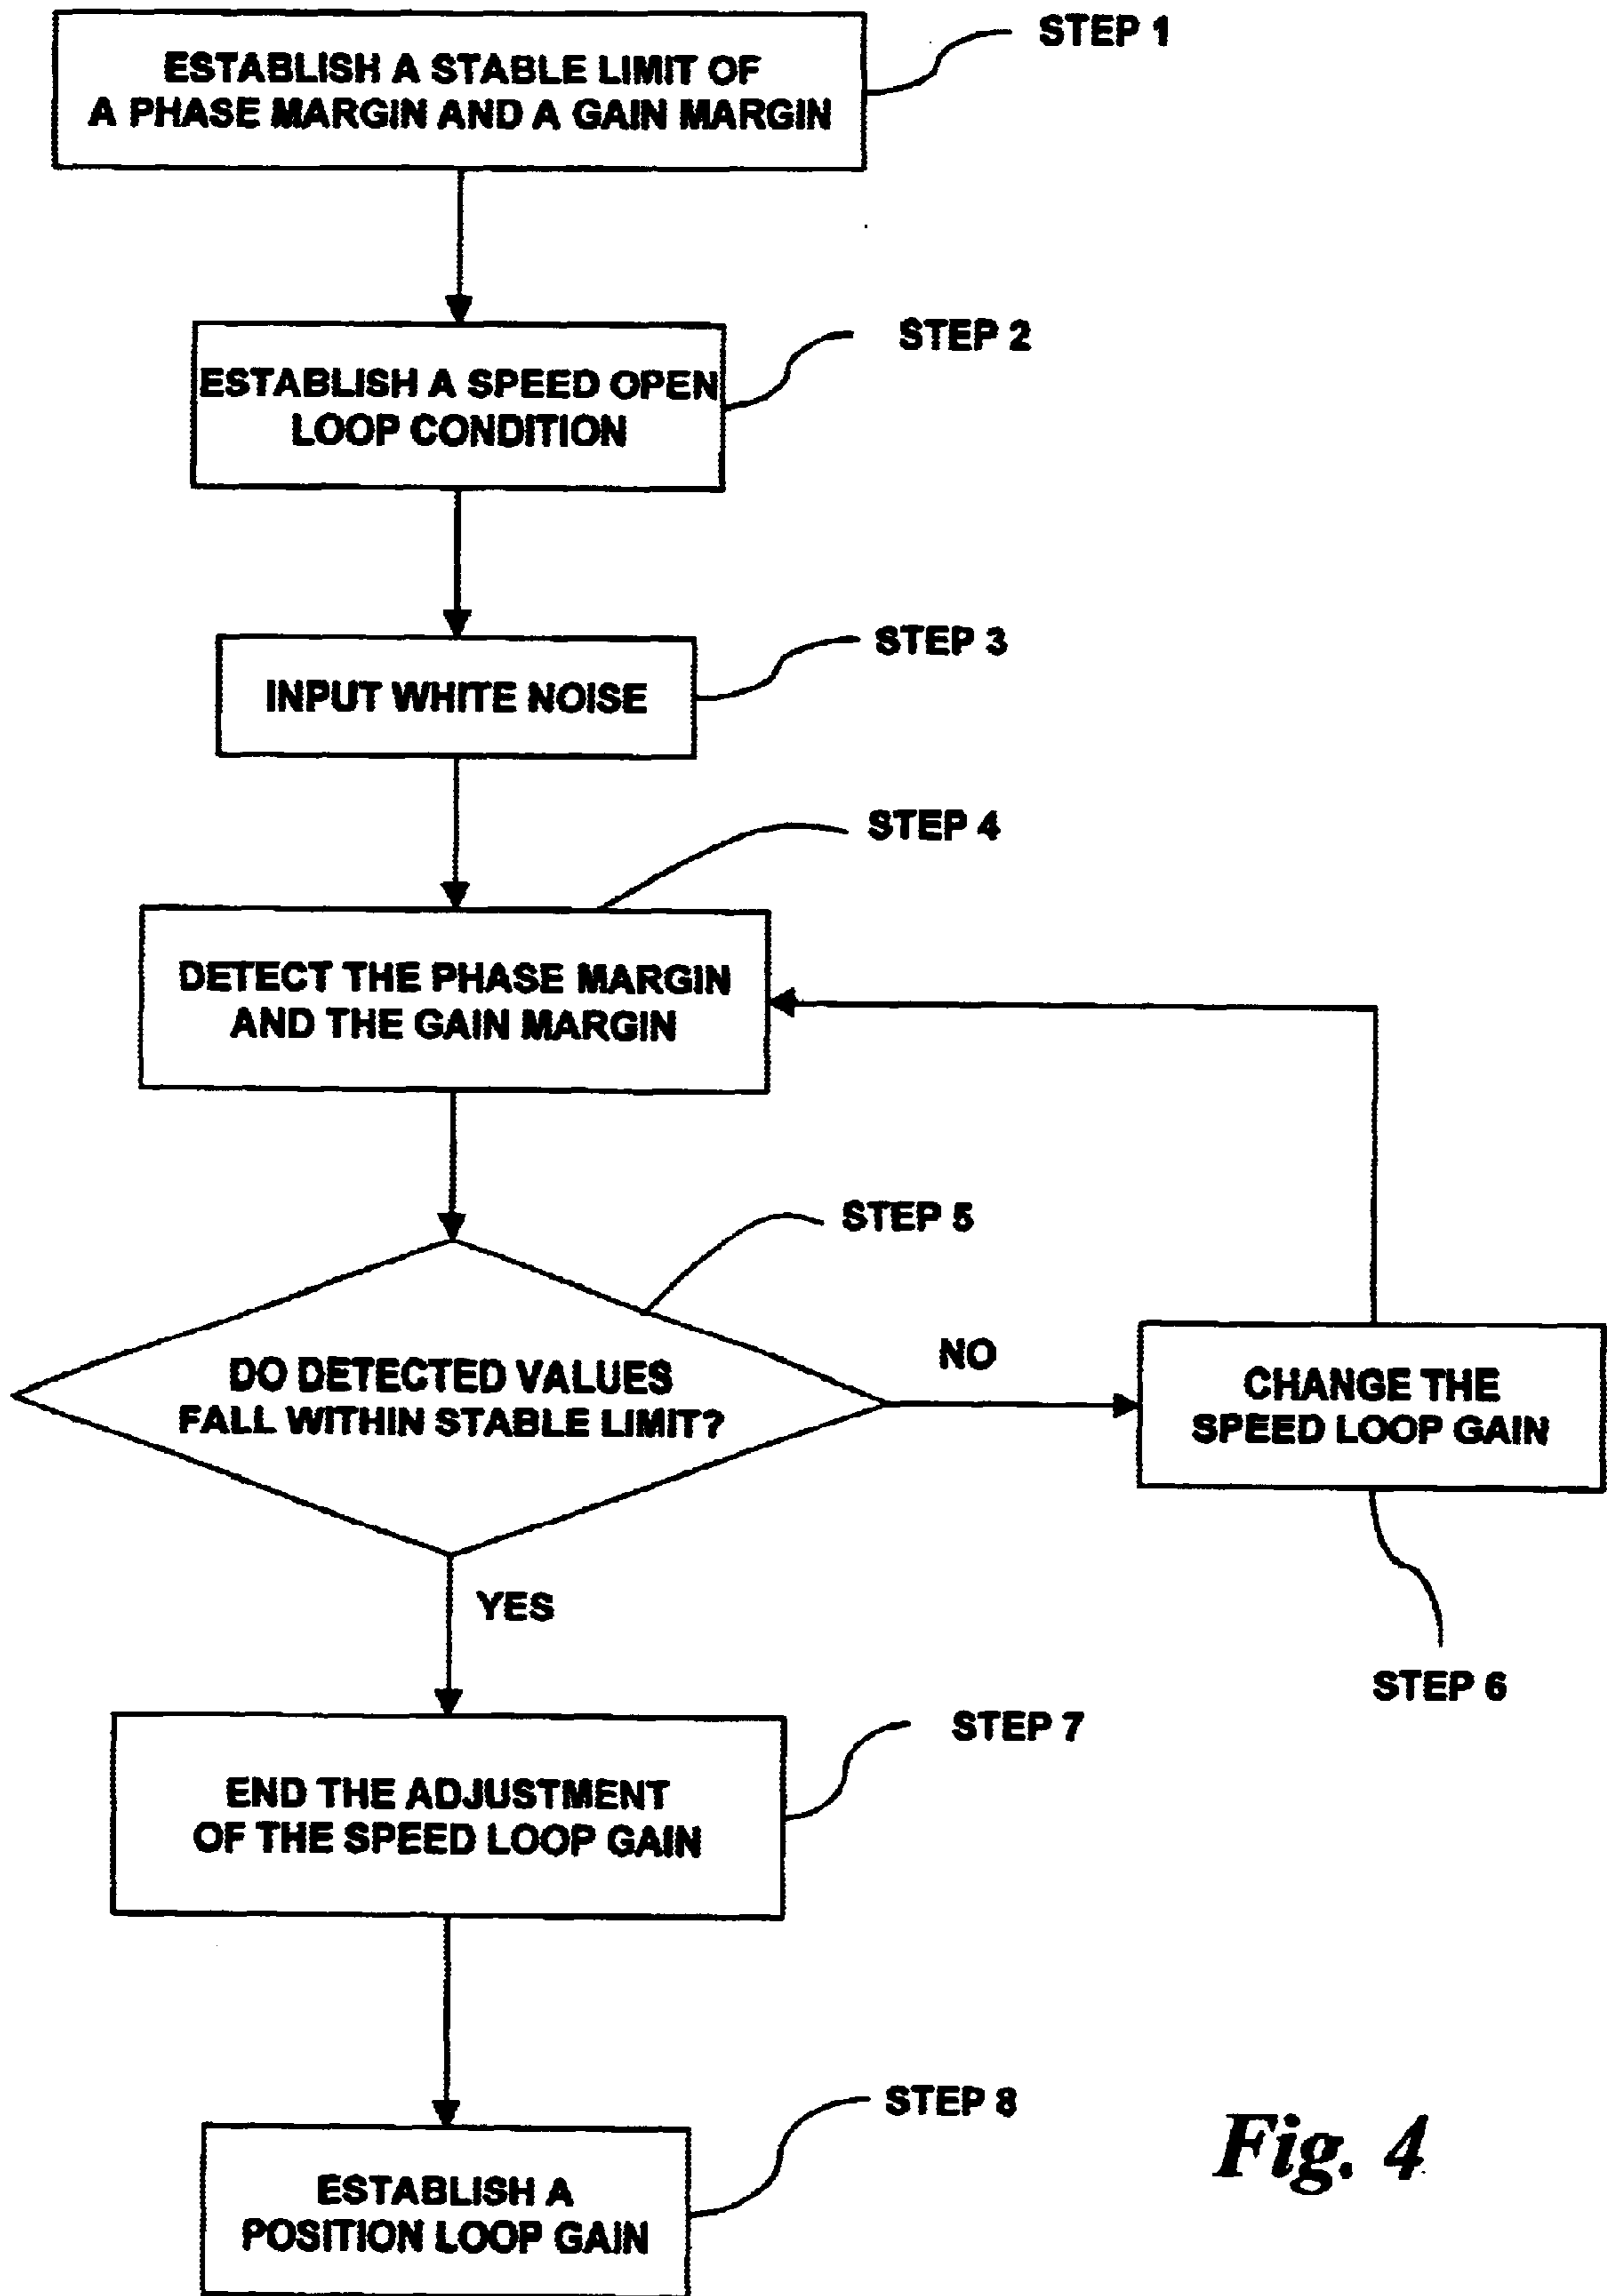 STEP 1
ESTABLISH A STABLE LIMIT OF
A PHASE MARGIN AND A GAIN MARGIN
STEP 2
ESTABLISH A SPEED OPEN
LOOP CONDITION
STEP 3
INPUT WHITE NOISE
STEP 4
DETECT THE PHASE MARGIN
AND THE GAIN MARGIN
STEP 5
DO DETECTED VALUES
FALL WITHIN STABLE LIMIT?
NO
CHANGE THE
SPEED LOOP GAIN
STEP 6
YES
STEP 7
END THE ADJUSTMENT
OF THE SPEED LOOP GAIN
STEP 8
ESTABLISH A
POSITION LOOP GAIN
Fig. 4